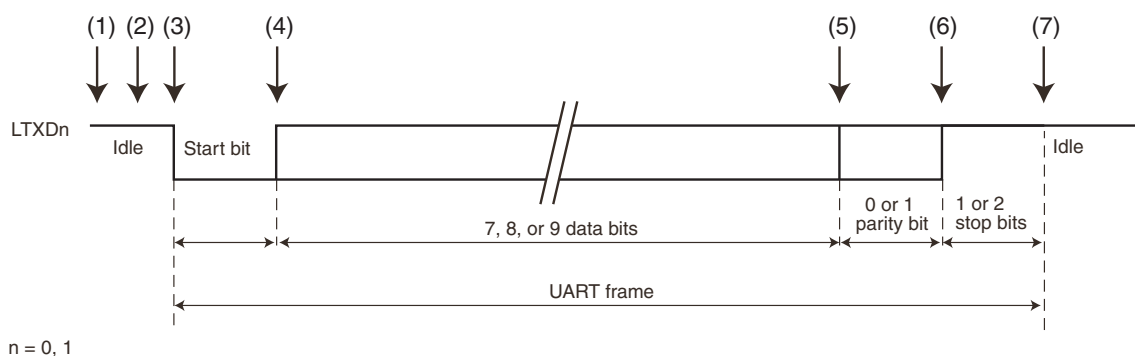 (1) (2) (3) (4) (5) (6) (7)
LTXDn
Idle
Start bit
Idle
7, 8, or 9 data bits
0 or 1
parity bit
1 or 2
stop bits
UART frame
n = 0, 1